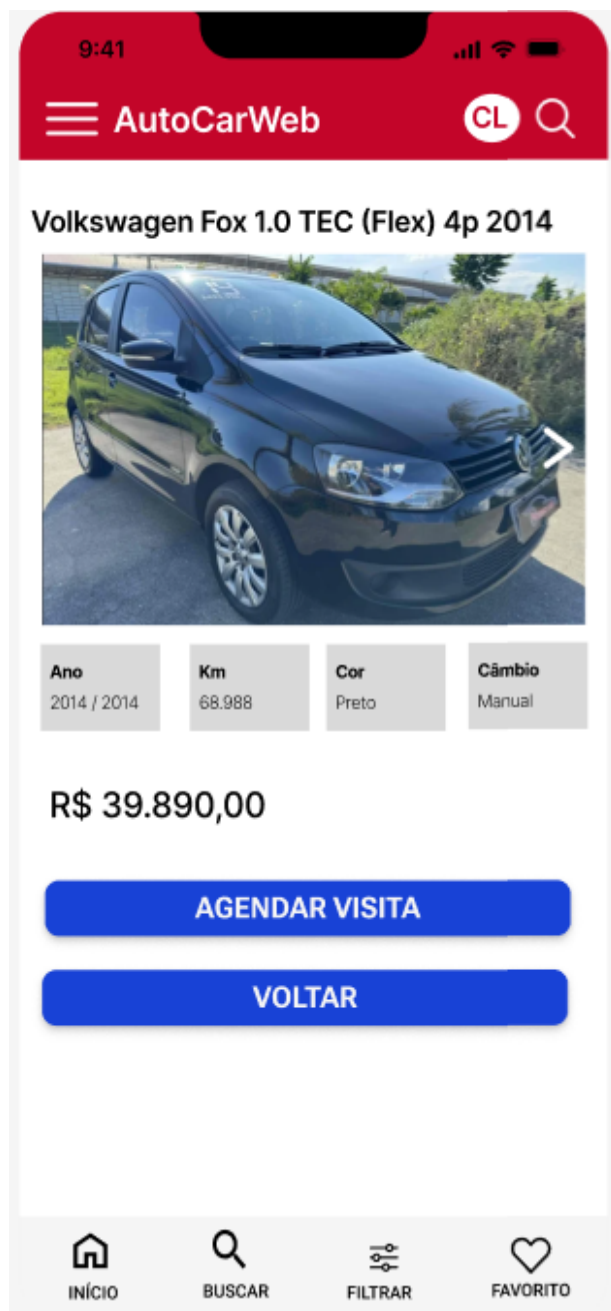 9:41
AutoCarWeb CL
Volkswagen Fox 1.0 TEC (Flex) 4p 2014
Ano Km Cor Câmbio
2014 / 2014 68.988 Preto Manual
R$ 39.890,00
AGENDAR VISITA
VOLTAR
INÍCIO BUSCAR FILTRAR FAVORITO